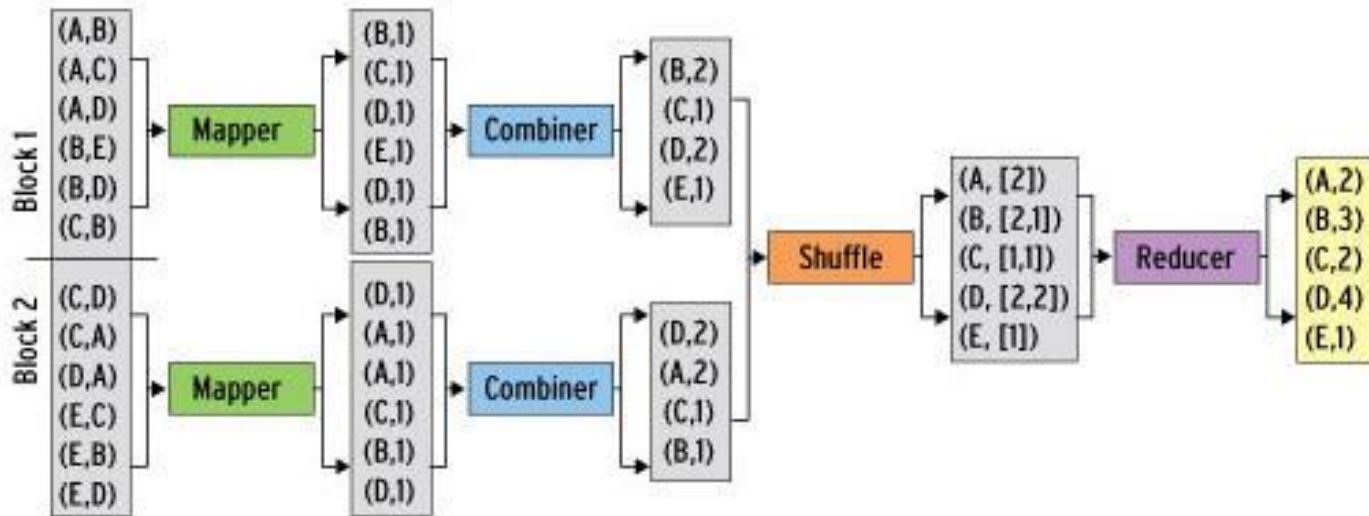 Block 1
(A,B)
(A,C)
(A,D)
(B,E)
(B,D)
(C,B)
Mapper
(B,1)
(C,1)
(D,1)
(E,1)
(D,1)
(B,1)
Combiner
(B,2)
(C,1)
(D,2)
(E,1)
Block 2
(C,D)
(C,A)
(D,A)
(E,C)
(E,B)
(E,D)
Mapper
(D,1)
(A,1)
(A,1)
(C,1)
(B,1)
(D,1)
Combiner
(D,2)
(A,2)
(C,1)
(B,1)
Shuffle
(A, [2])
(B, [2,1])
(C, [1,1])
(D, [2,2])
(E, [1])
Reducer
(A,2)
(B,3)
(C,2)
(D,4)
(E,1)